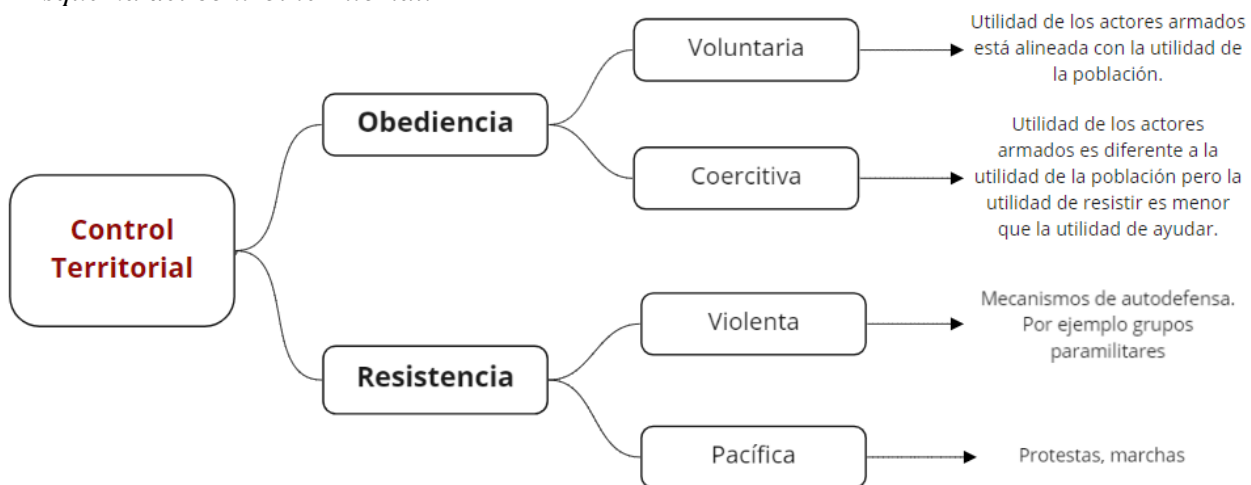 Utilidad de los actores armados
está alineada con la utilidad de
la población.
Voluntaria
Obediencia
Utilidad de los actores
armados es diferente a la
utilidad de la población pero la
utilidad de resistir es menor
que la utilidad de ayudar.
Coercitiva
Control
Territorial
Mecanismos de autodefensa.
Por ejemplo grupos
paramilitares
Violenta
Resistencia
Pacífica
Protestas, marchas